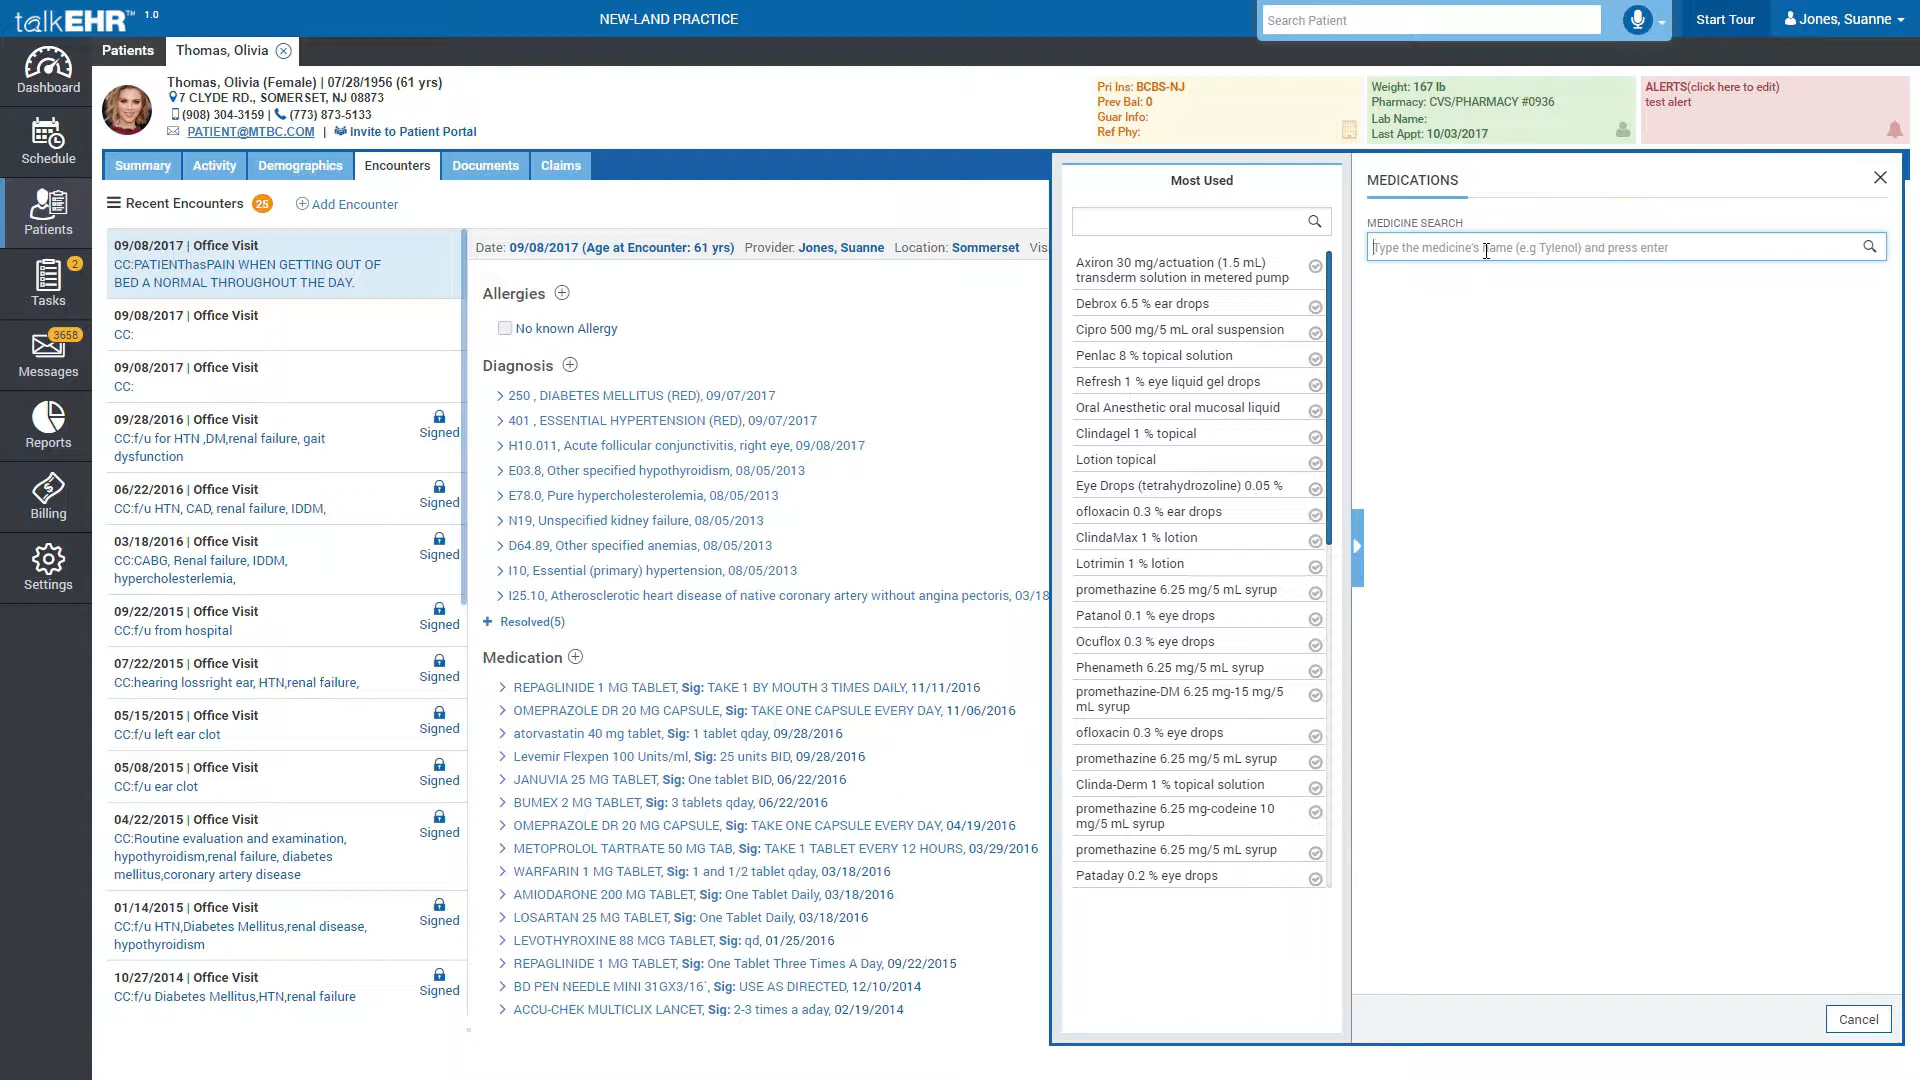 talkEHR™ 1.0
NEW-LAND PRACTICE
Search Patient
Start Tour
Jones, Suanne
Dashboard
Schedule
Patients
Tasks
2
Messages
3658
Reports
Billing
Settings
Patients
Thomas, Olivia
Thomas, Olivia (Female) | 07/28/1956 (61 yrs)
7 CLYDE RD., SOMERSET, NJ 08873
(908) 304-3159 | (773) 873-5133
PATIENT@MTBC.COM | Invite to Patient Portal
Pri Ins: BCBS-NJ
Prev Bal: 0
Guar Info:
Ref Phy:
Weight: 167 lb
Pharmacy: CVS/PHARMACY #0936
Lab Name:
Last Appt: 10/03/2017
ALERTS(click here to edit)
test alert
Summary
Activity
Demographics
Encounters
Documents
Claims
Recent Encounters 25
Add Encounter
09/08/2017 | Office Visit
CC:PATIENThasPAIN WHEN GETTING OUT OF
BED A NORMAL THROUGHOUT THE DAY.
09/08/2017 | Office Visit
CC:
09/08/2017 | Office Visit
CC:
09/28/2016 | Office Visit
Signed
CC:f/u for HTN ,DM,renal failure, gait
dysfunction
06/22/2016 | Office Visit
Signed
CC:f/u HTN, CAD, renal failure, IDDM,
03/18/2016 | Office Visit
Signed
CC:CABG, Renal failure, IDDM,
hypercholesterlemia,
09/22/2015 | Office Visit
Signed
CC:f/u from hospital
07/22/2015 | Office Visit
Signed
CC:hearing lossright ear, HTN,renal failure,
05/15/2015 | Office Visit
Signed
CC:f/u left ear clot
05/08/2015 | Office Visit
Signed
CC:f/u ear clot
04/22/2015 | Office Visit
Signed
CC:Routine evaluation and examination,
hypothyroidism,renal failure, diabetes
mellitus,coronary artery disease
01/14/2015 | Office Visit
Signed
CC:f/u HTN,Diabetes Mellitus,renal disease,
hypothyroidism
10/27/2014 | Office Visit
Signed
CC:f/u Diabetes Mellitus,HTN,renal failure
Date: 09/08/2017 (Age at Encounter: 61 yrs) Provider: Jones, Suanne Location: Sommerset Vis
Allergies
No known Allergy
Diagnosis
250 , DIABETES MELLITUS (RED), 09/07/2017
401 , ESSENTIAL HYPERTENSION (RED), 09/07/2017
H10.011, Acute follicular conjunctivitis, right eye, 09/08/2017
E03.8, Other specified hypothyroidism, 08/05/2013
E78.0, Pure hypercholesterolemia, 08/05/2013
N19, Unspecified kidney failure, 08/05/2013
D64.89, Other specified anemias, 08/05/2013
I10, Essential (primary) hypertension, 08/05/2013
I25.10, Atherosclerotic heart disease of native coronary artery without angina pectoris, 03/18
Resolved(5)
Medication
REPAGLINIDE 1 MG TABLET, Sig: TAKE 1 BY MOUTH 3 TIMES DAILY, 11/11/2016
OMEPRAZOLE DR 20 MG CAPSULE, Sig: TAKE ONE CAPSULE EVERY DAY, 11/06/2016
atorvastatin 40 mg tablet, Sig: 1 tablet qday, 09/28/2016
Levemir Flexpen 100 Units/ml, Sig: 25 units BID, 09/28/2016
JANUVIA 25 MG TABLET, Sig: One tablet BID, 06/22/2016
BUMEX 2 MG TABLET, Sig: 3 tablets qday, 06/22/2016
OMEPRAZOLE DR 20 MG CAPSULE, Sig: TAKE ONE CAPSULE EVERY DAY, 04/19/2016
METOPROLOL TARTRATE 50 MG TAB, Sig: TAKE 1 TABLET EVERY 12 HOURS, 03/29/2016
WARFARIN 1 MG TABLET, Sig: 1 and 1/2 tablet qday, 03/18/2016
AMIODARONE 200 MG TABLET, Sig: One Tablet Daily, 03/18/2016
LOSARTAN 25 MG TABLET, Sig: One Tablet Daily, 03/18/2016
LEVOTHYROXINE 88 MCG TABLET, Sig: qd, 01/25/2016
REPAGLINIDE 1 MG TABLET, Sig: One Tablet Three Times A Day, 09/22/2015
BD PEN NEEDLE MINI 31GX3/16`, Sig: USE AS DIRECTED, 12/10/2014
ACCU-CHEK MULTICLIX LANCET, Sig: 2-3 times a aday, 02/19/2014
Most Used
Axiron 30 mg/actuation (1.5 mL)
transderm solution in metered pump
Debrox 6.5 % ear drops
Cipro 500 mg/5 mL oral suspension
Penlac 8 % topical solution
Refresh 1 % eye liquid gel drops
Oral Anesthetic oral mucosal liquid
Clindagel 1 % topical
Lotion topical
Eye Drops (tetrahydrozoline) 0.05 %
ofloxacin 0.3 % ear drops
ClindaMax 1 % lotion
Lotrimin 1 % lotion
promethazine 6.25 mg/5 mL syrup
Patanol 0.1 % eye drops
Ocuflox 0.3 % eye drops
Phenameth 6.25 mg/5 mL syrup
promethazine-DM 6.25 mg-15 mg/5
mL syrup
ofloxacin 0.3 % eye drops
promethazine 6.25 mg/5 mL syrup
Clinda-Derm 1 % topical solution
promethazine 6.25 mg-codeine 10
mg/5 mL syrup
promethazine 6.25 mg/5 mL syrup
Pataday 0.2 % eye drops
MEDICATIONS
MEDICINE SEARCH
Type the medicine's name (e.g Tylenol) and press enter
Cancel